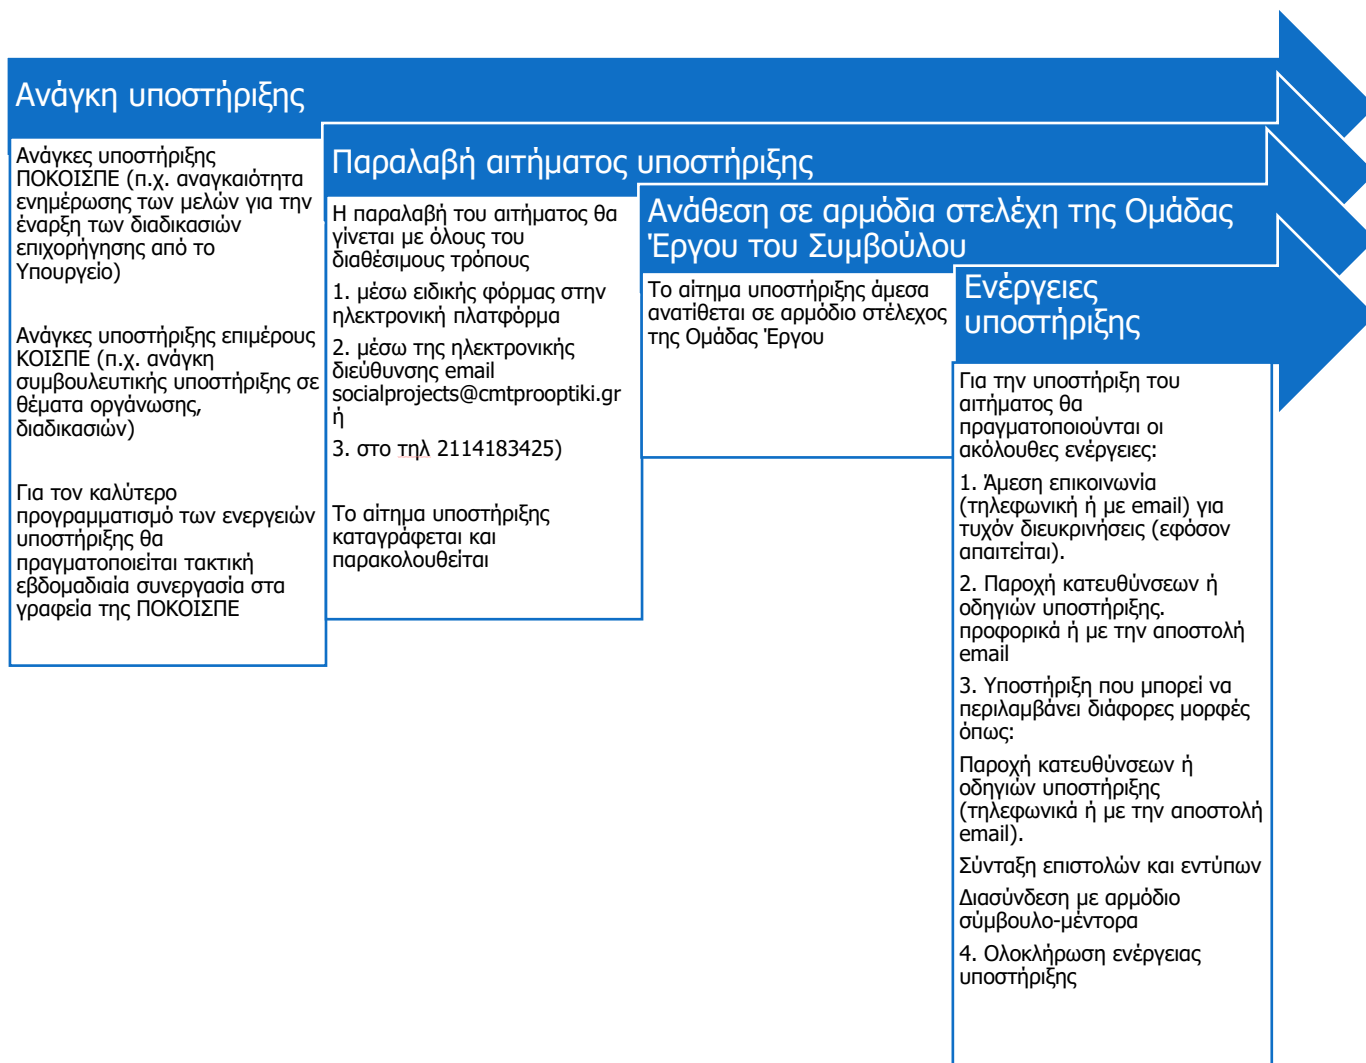 Ανάγκη υποστήριξης
Ανάγκες υποστήριξης
ΠΟΚΟΙΣΠΕ (π.χ. αναγκαιότητα
ενημέρωσης των μελών για την
έναρξη των διαδικασιών
επιχορήγησης από το
Υπουργείο)
Ανάγκες υποστήριξης επιμέρους
ΚΟΙΣΠΕ (π.χ. ανάγκη
συμβουλευτικής υποστήριξης σε
θέματα οργάνωσης,
διαδικασιών)
Για τον καλύτερο
προγραμματισμό των ενεργειών
υποστήριξης θα
πραγματοποιείται τακτική
εβδομαδιαία συνεργασία στα
γραφεία της ΠΟΚΟΙΣΠΕ
Παραλαβή αιτήματος υποστήριξης
Η παραλαβή του αιτήματος θα
γίνεται με όλους του
διαθέσιμους τρόπους
1. μέσω ειδικής φόρμας στην
ηλεκτρονική πλατφόρμα
2. μέσω της ηλεκτρονικής
διεύθυνσης email
socialprojects@cmtprooptiki.gr
ή
3. στο τηλ 2114183425)
Το αίτημα υποστήριξης
καταγράφεται και
παρακολουθείται
Ανάθεση σε αρμόδια στελέχη της Ομάδας
Έργου του Συμβούλου
Το αίτημα υποστήριξης άμεσα
ανατίθεται σε αρμόδιο στέλεχος
της Ομάδας Έργου
Ενέργειες
υποστήριξης
Για την υποστήριξη του
αιτήματος θα
πραγματοποιούνται οι
ακόλουθες ενέργειες:
1. Άμεση επικοινωνία
(τηλεφωνική ή με email) για
τυχόν διευκρινήσεις (εφόσον
απαιτείται).
2. Παροχή κατευθύνσεων ή
οδηγιών υποστήριξης.
προφορικά ή με την αποστολή
email
3. Υποστήριξη που μπορεί να
περιλαμβάνει διάφορες μορφές
όπως:
Παροχή κατευθύνσεων ή
οδηγιών υποστήριξης
(τηλεφωνικά ή με την αποστολή
email).
Σύνταξη επιστολών και εντύπων
Διασύνδεση με αρμόδιο
σύμβουλο-μέντορα
4. Ολοκλήρωση ενέργειας
υποστήριξης